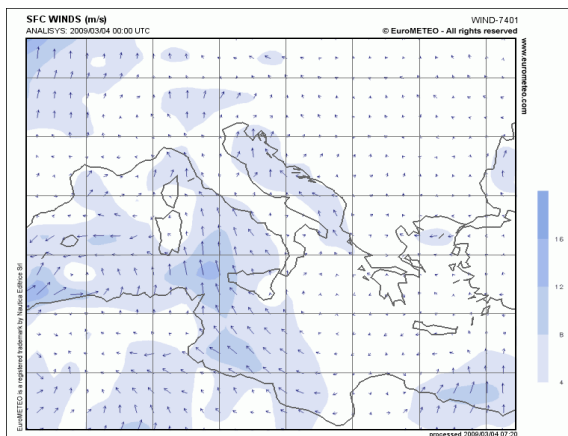 SFC WINDS (m/s)
WIND-7401
ANALISYS: 2009/03/04 00:00 UTC
© EuroMETEO - All rights reserved
www.eurometeo.com
EuroMETEO is a registered trademark by Nautica Editrice Srl
16
12
8
4
processed 2009/03/04 07:20